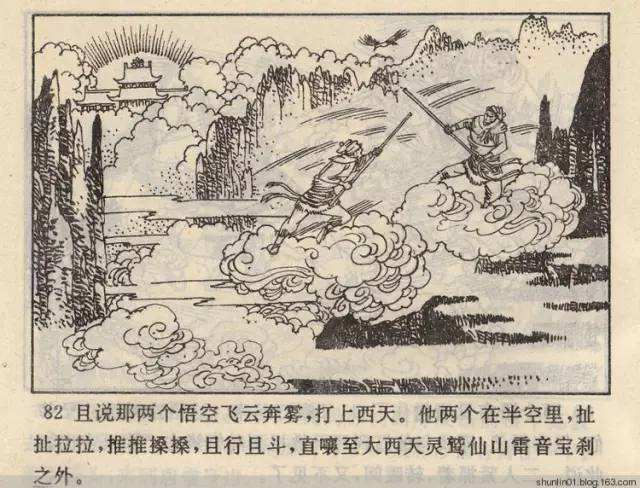 82 且说那两个悟空飞云奔雾，打上西天。他两个在半空里，扯
扯拉拉，推推搡搡，且行且斗，直嚷至大西天灵鹫仙山雷音宝刹
之外。
shunlin01.blog.163.com